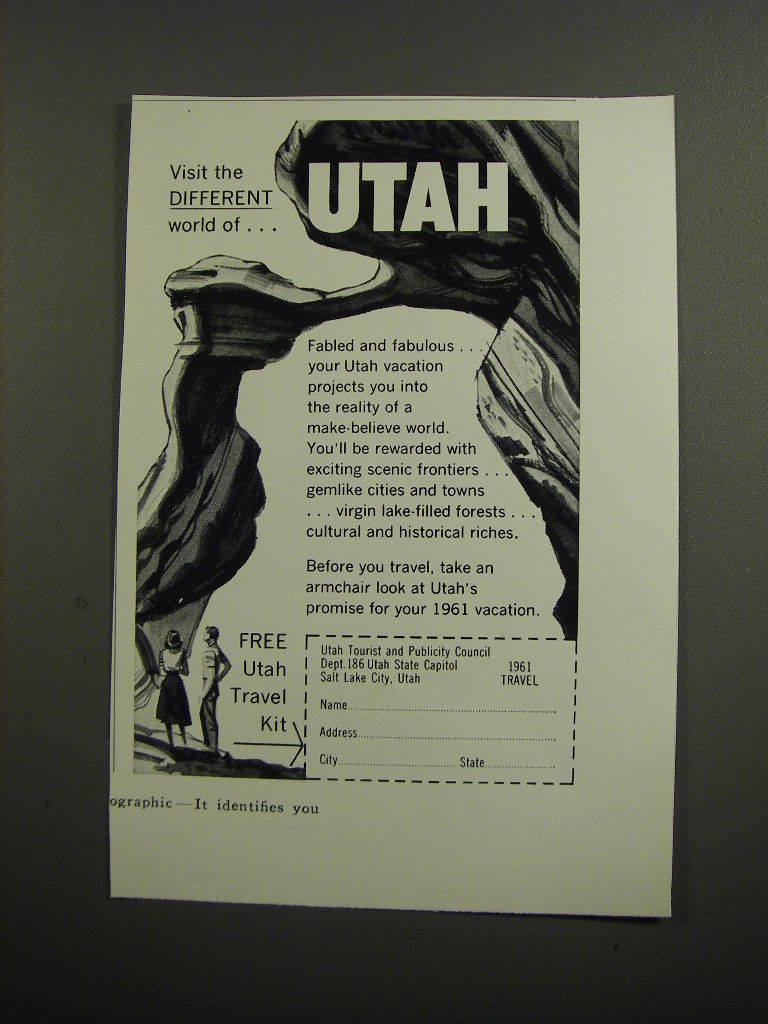 Visit the
DIFFERENT
world of . . .
UTAH
Fabled and fabulous . . .
your Utah vacation
projects you into
the reality of a
make-believe world.
You'll be rewarded with
exciting scenic frontiers . . .
gemlike cities and towns
. . . virgin lake-filled forests . . .
cultural and historical riches.
Before you travel, take an
armchair look at Utah's
promise for your 1961 vacation.
FREE
Utah
Travel
Kit
Utah Tourist and Publicity Council
Dept. 186 Utah State Capitol
Salt Lake City, Utah
1961
TRAVEL
Name
Address
City State
ographic — It identifies you